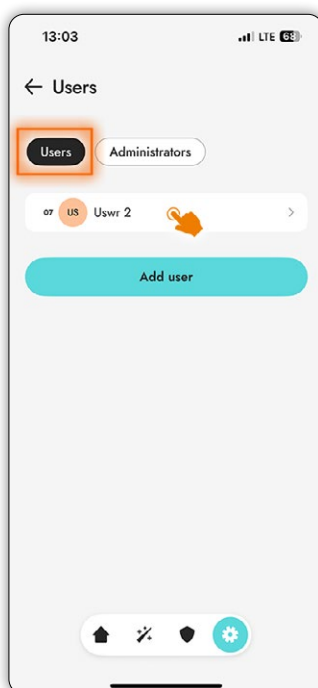 13:03 LTE 68
← Users
Users Administrators
07 US Uswr 2
Add user